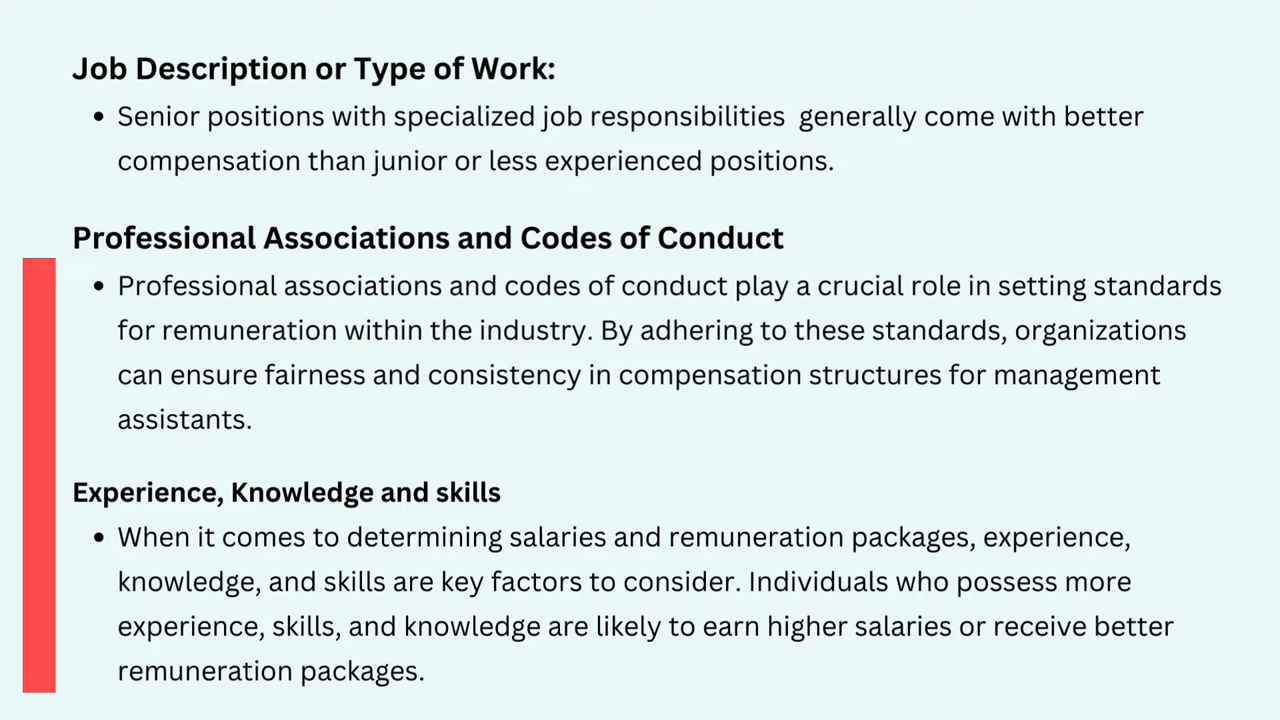 Job Description or Type of Work:
• Senior positions with specialized job responsibilities  generally come with better
compensation than junior or less experienced positions.
Professional Associations and Codes of Conduct
• Professional associations and codes of conduct play a crucial role in setting standards
for remuneration within the industry. By adhering to these standards, organizations
can ensure fairness and consistency in compensation structures for management
assistants.
Experience, Knowledge and skills
• When it comes to determining salaries and remuneration packages, experience,
knowledge, and skills are key factors to consider. Individuals who possess more
experience, skills, and knowledge are likely to earn higher salaries or receive better
remuneration packages.